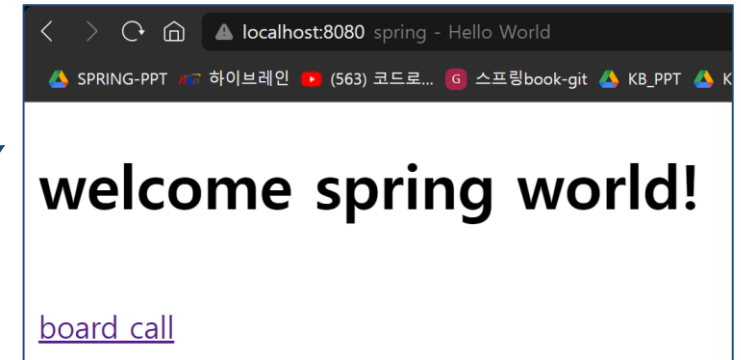 localhost:8080 spring - Hello World
SPRING-PPT 하이브레인 (563) 코드로... G 스프링book-git KB_PPT K
welcome spring world!
board call